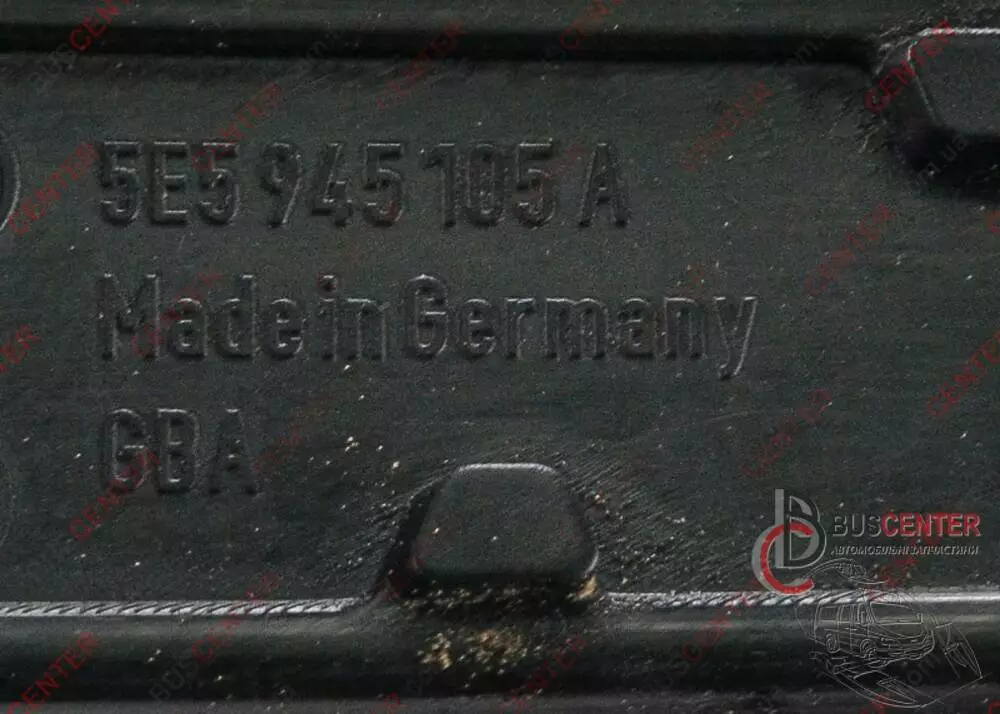 5E5 945 105 A
Made in Germany
GBA
BUSCENTER
АВТОМОБІЛЬНІ ЗАПЧАСТИНИ